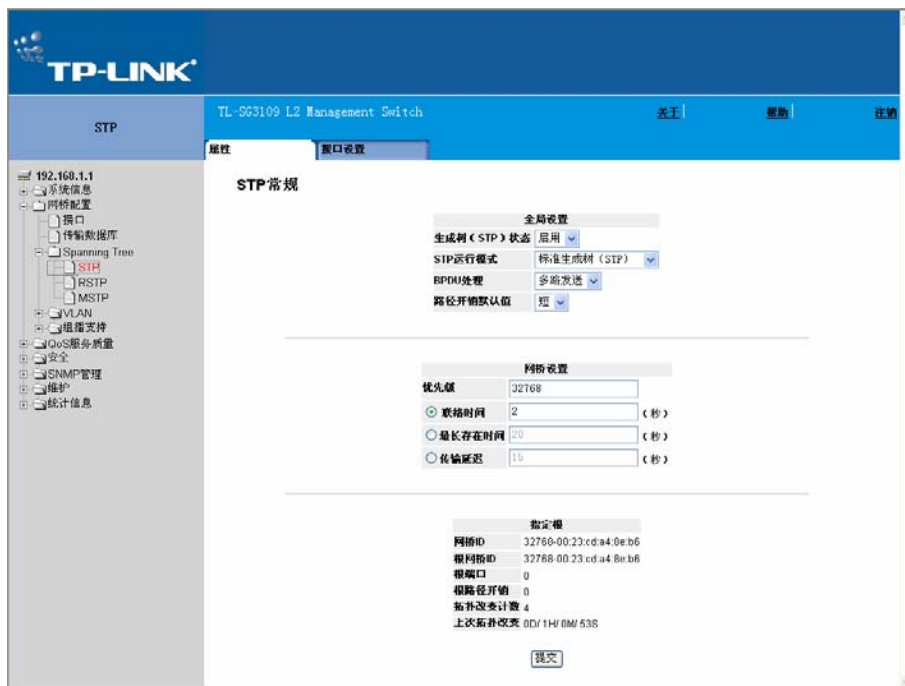 TP-LINK
STP
TL-SG3109 L2 Management Switch
关于
帮助
注销
属性
接口设置
192.168.1.1
系统信息
网桥配置
接口
传输数据库
Spanning Tree
STP
RSTP
MSTP
VLAN
组播支持
QoS服务质量
安全
SNMP管理
维护
统计信息
STP常规
全局设置
生成树（STP）状态 启用
STP运行模式 标准生成树（STP）
BPDU处理 多路发送
路径开销默认值 短
网桥设置
优先级 32768
联络时间 2 （秒）
最长存在时间 20 （秒）
传输延迟 15 （秒）
指定根
网桥ID 32768-00:23:cd:a4:8e:b6
根网桥ID 32768-00:23:cd:a4:8e:b6
根端口 0
根路径开销 0
拓扑改变计数 4
上次拓扑改变 0D/1H/0M/53S
提交